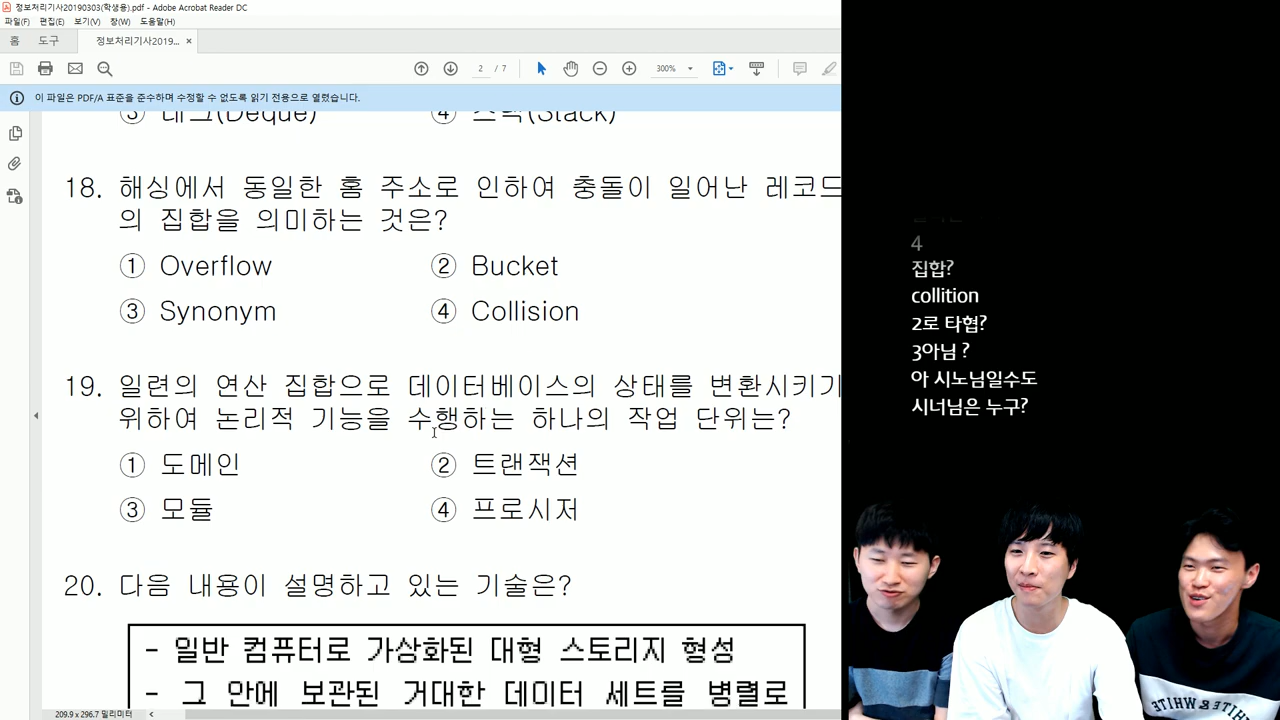 정보처리기사20190303(학생용).pdf - Adobe Acrobat Reader DC
파일(F) 편집(E) 보기(V) 창(W) 도움말(H)
홈 도구 정보처리기사2019... ×
2 / 7 300%
이 파일은 PDF/A 표준을 준수하며 수정할 수 없도록 읽기 전용으로 열렸습니다.
③ 데크(Deque) ④ 스택(Stack)
18. 해싱에서 동일한 홈 주소로 인하여 충돌이 일어난 레코드
의 집합을 의미하는 것은?
① Overflow ② Bucket
③ Synonym ④ Collision
19. 일련의 연산 집합으로 데이터베이스의 상태를 변환시키기
위하여 논리적 기능을 수행하는 하나의 작업 단위는?
① 도메인 ② 트랜잭션
③ 모듈 ④ 프로시저
20. 다음 내용이 설명하고 있는 기술은?
- 일반 컴퓨터로 가상화된 대형 스토리지 형성
- 그 안에 보관된 거대한 데이터 세트를 병렬로
209.9 x 296.7 밀리미터
4
집합?
collition
2로 타협?
3아님 ?
아 시노님일수도
시너님은 누구?
WHITE & WHITE